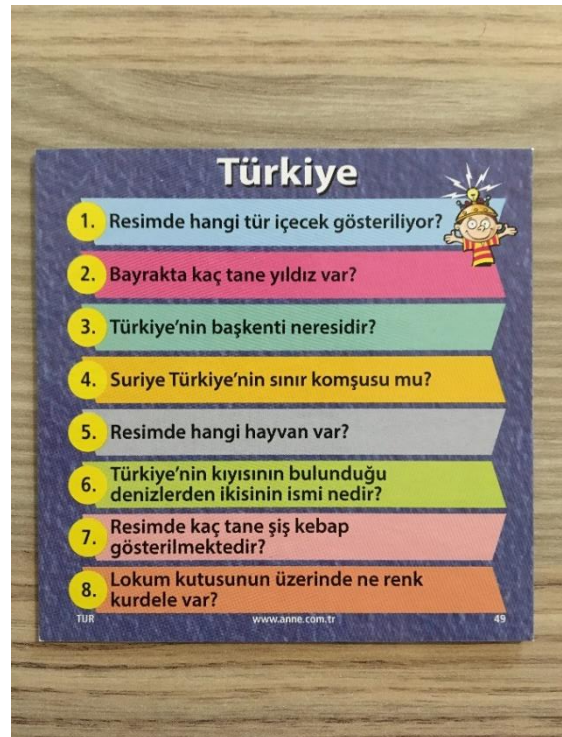 Türkiye
1. Resimde hangi tür içecek gösteriliyor?
2. Bayrakta kaç tane yıldız var?
3. Türkiye'nin başkenti neresidir?
4. Suriye Türkiye'nin sınır komşusu mu?
5. Resimde hangi hayvan var?
6. Türkiye'nin kıyısının bulunduğu
denizlerden ikisinin ismi nedir?
7. Resimde kaç tane şiş kebap
gösterilmektedir?
8. Lokum kutusunun üzerinde ne renk
kurdele var?
TUR www.anne.com.tr 49